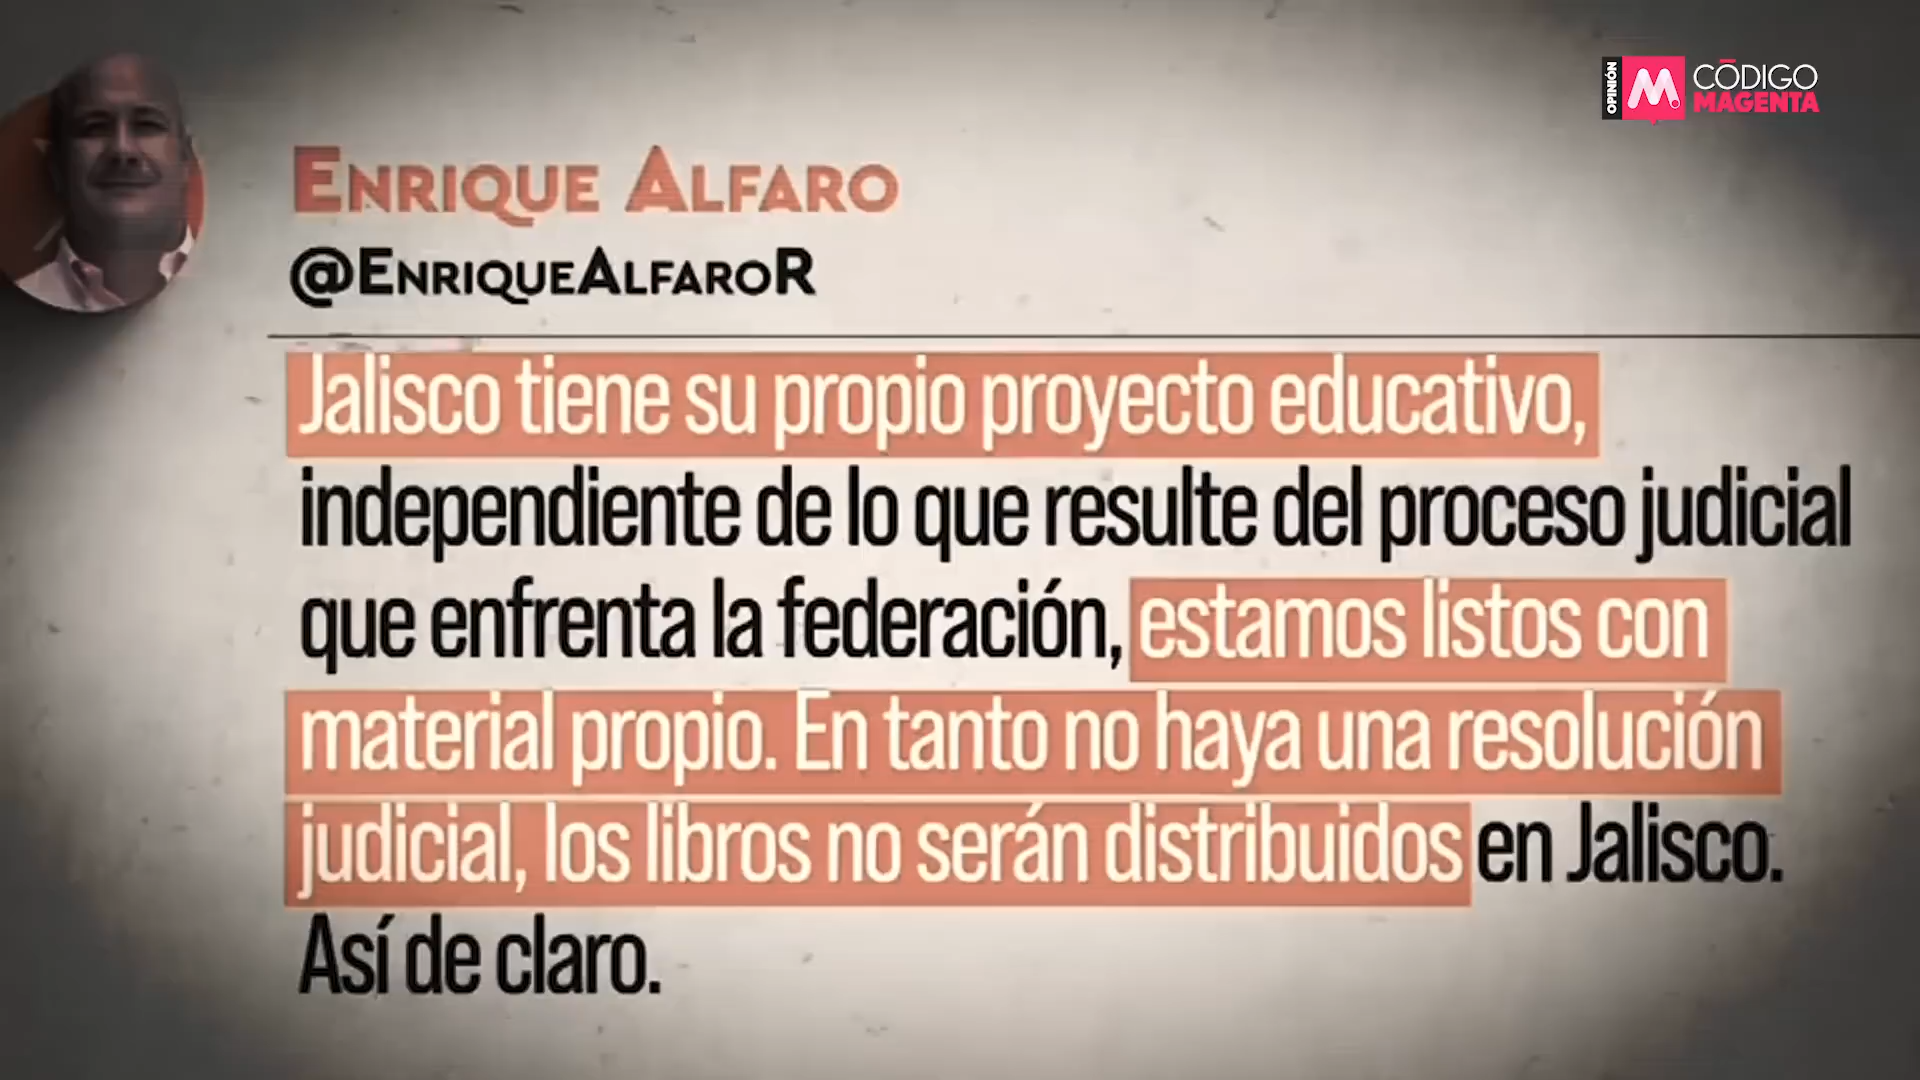 OPINIÓN
M.
CÓDIGO
MAGENTA
ENRIQUE ALFARO
@ENRIQUEALFAROR
Jalisco tiene su propio proyecto educativo,
independiente de lo que resulte del proceso judicial
que enfrenta la federación, estamos listos con
material propio. En tanto no haya una resolución
judicial, los libros no serán distribuidos en Jalisco.
Así de claro.